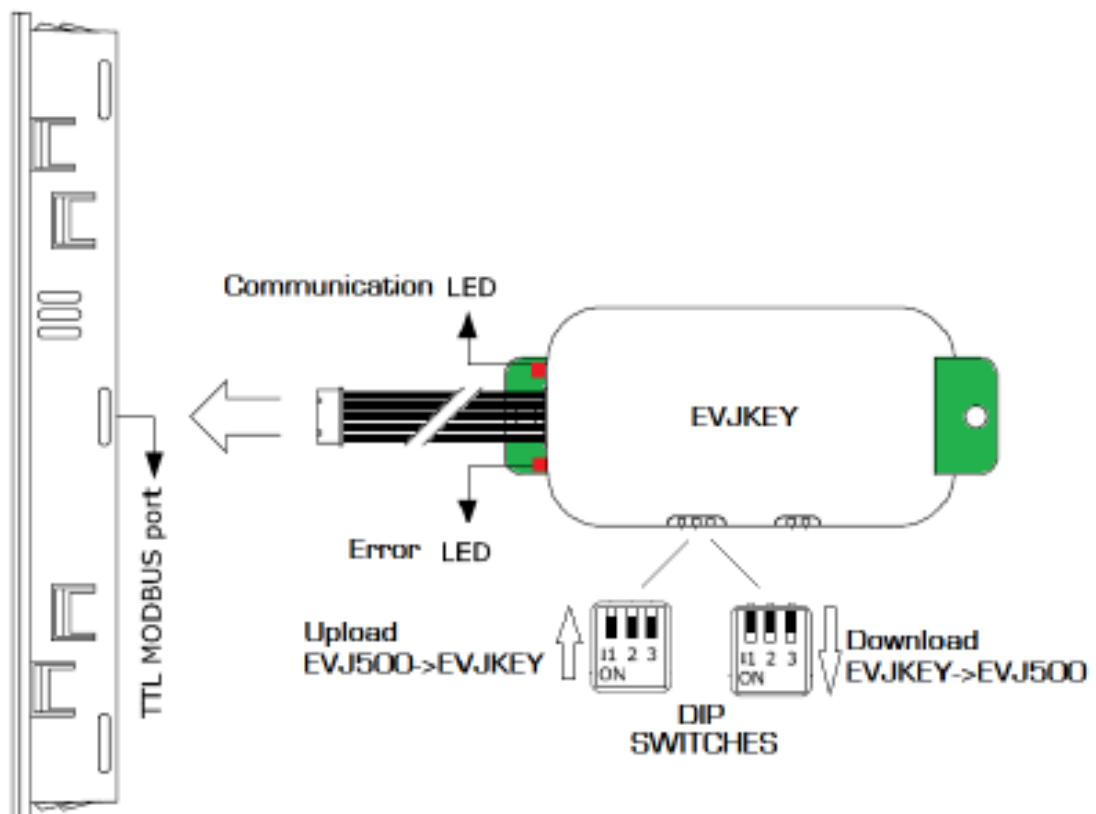 Communication LED
EVJKEY
TTL MODBUS port
Error LED
Upload
EVJ500->EVJKEY
1 2 3
ON
1 2 3
ON
Download
EVJKEY->EVJ500
DIP
SWITCHES